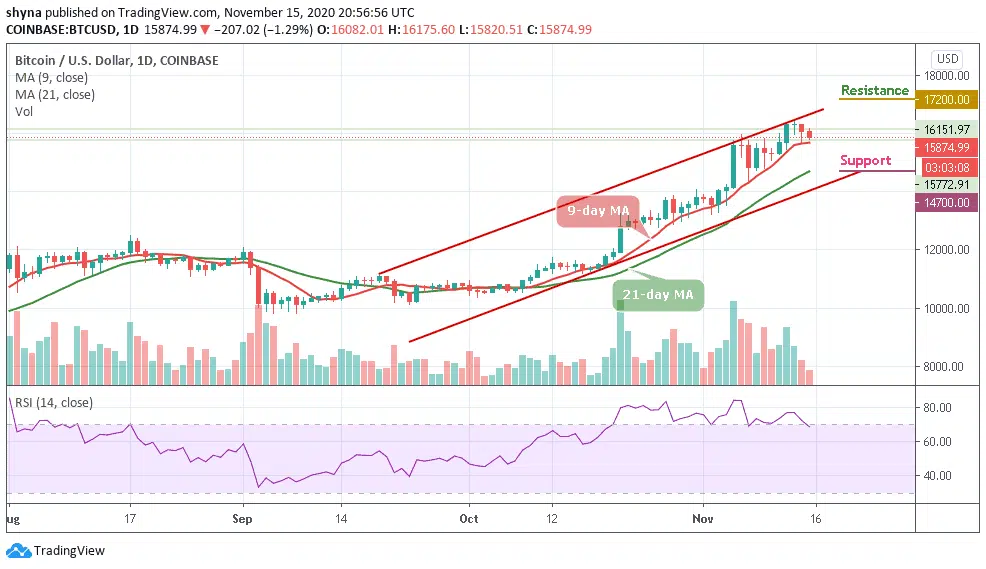 shyna published on TradingView.com, November 15, 2020 20:56:56 UTC
COINBASE:BTCUSD, 1D 15874.99 ▼ −207.02 (−1.29%) O:16082.01 H:16175.60 L:15820.51 C:15874.99
Bitcoin / U.S. Dollar, 1D, COINBASE
MA (9, close)
MA (21, close)
Vol
USD
18000.00
Resistance
17200.00
16151.97
15874.99
Support
03:03:08
15772.91
14700.00
9-day MA
12000.00
21-day MA
10000.00
8000.00
RSI (14, close)
80.00
60.00
40.00
ug 17 Sep 14 Oct 12 Nov 16
TradingView